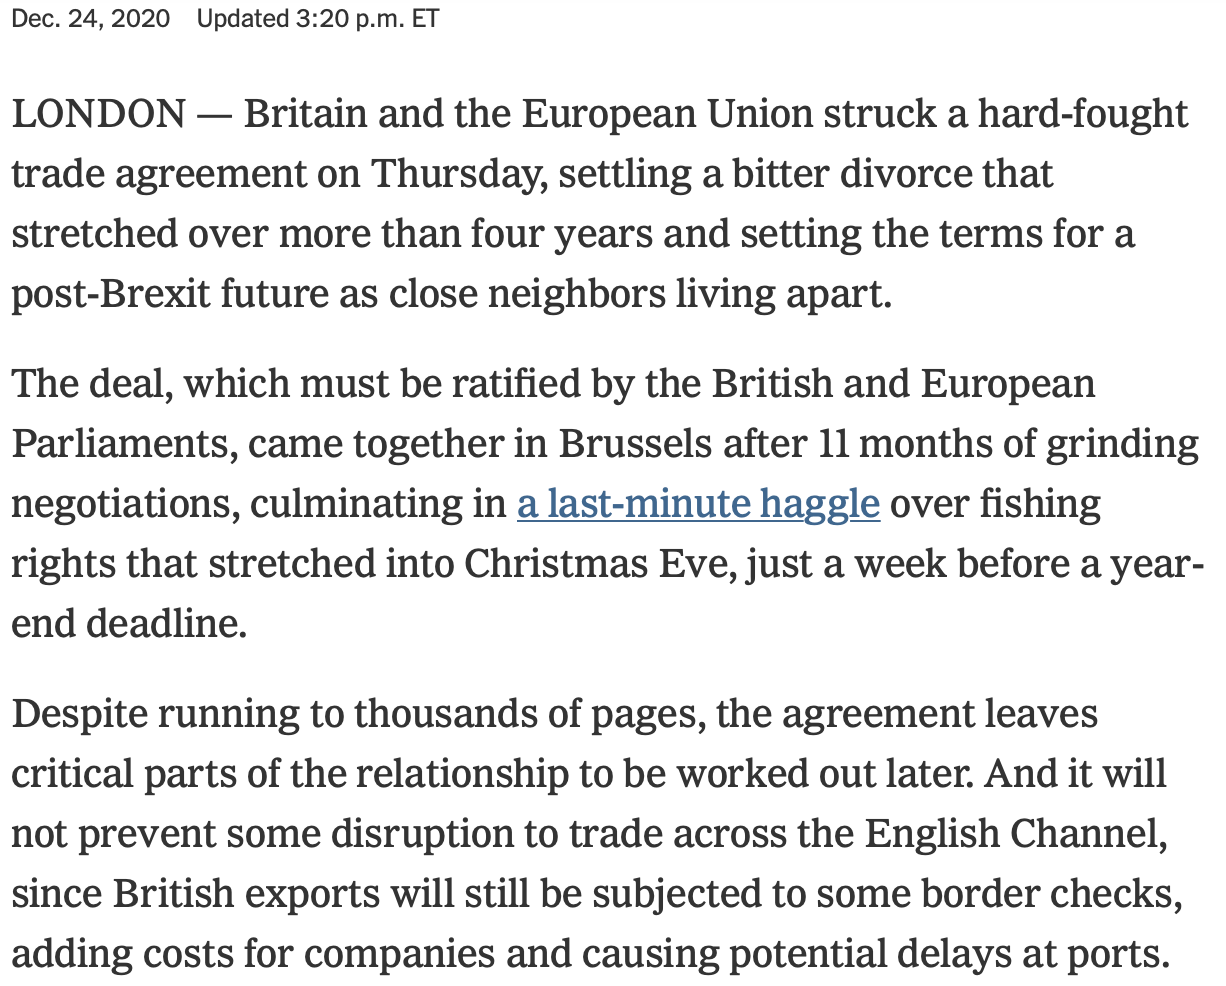 Dec. 24, 2020 Updated 3:20 p.m. ET
LONDON — Britain and the European Union struck a hard-fought
trade agreement on Thursday, settling a bitter divorce that
stretched over more than four years and setting the terms for a
post-Brexit future as close neighbors living apart.
The deal, which must be ratified by the British and European
Parliaments, came together in Brussels after 11 months of grinding
negotiations, culminating in a last-minute haggle over fishing
rights that stretched into Christmas Eve, just a week before a year-
end deadline.
Despite running to thousands of pages, the agreement leaves
critical parts of the relationship to be worked out later. And it will
not prevent some disruption to trade across the English Channel,
since British exports will still be subjected to some border checks,
adding costs for companies and causing potential delays at ports.